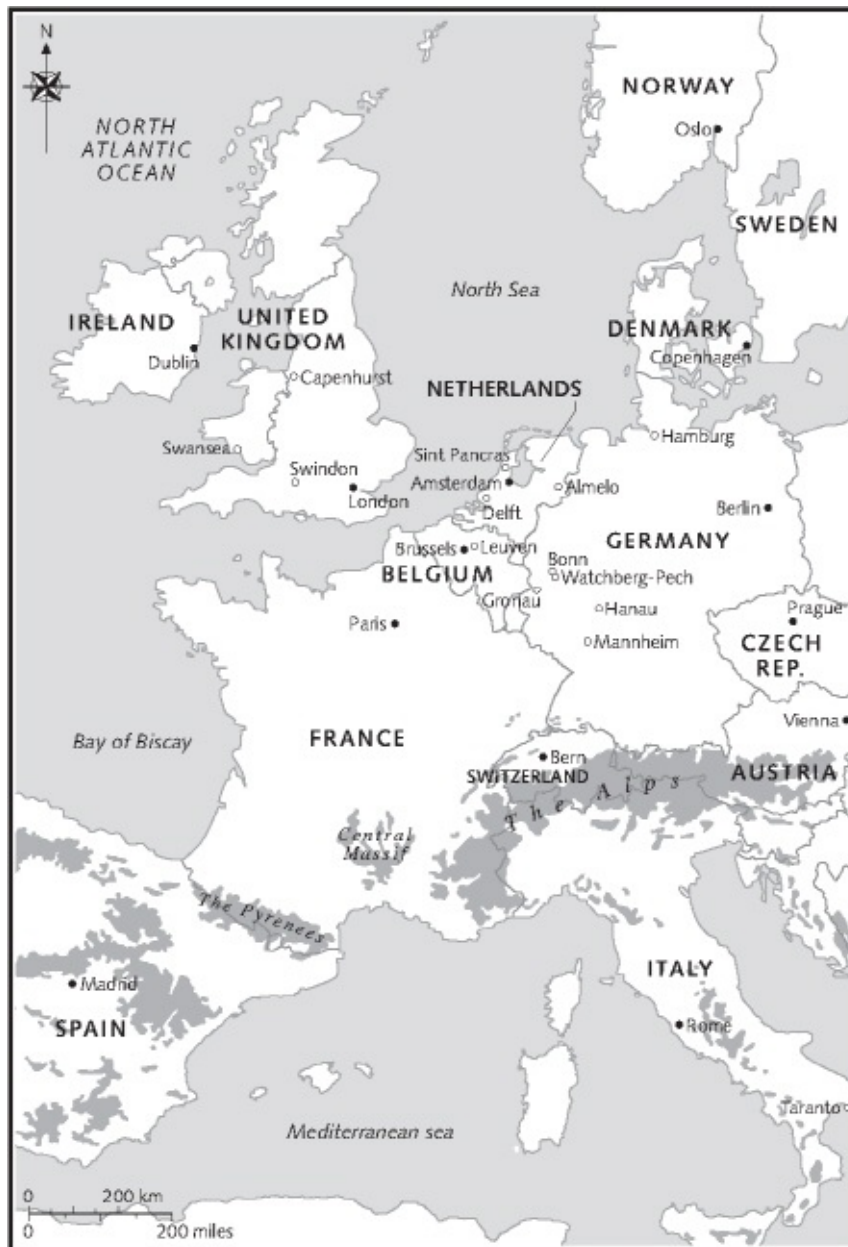 N
NORTH
ATLANTIC
OCEAN
NORWAY
Oslo
SWEDEN
North Sea
IRELAND
Dublin
UNITED
KINGDOM
DENMARK
Copenhagen
Capenhurst
NETHERLANDS
Swansea
Swindon
London
Sint Pancras
Amsterdam
Delft
Almelo
Hamburg
Berlin
GERMANY
Brussels
Leuven
BELGIUM
Bonn
Watchberg-Pech
Gronau
Hanau
Mannheim
Paris
Prague
CZECH
REP.
Vienna
Bay of Biscay
FRANCE
Bern
SWITZERLAND
AUSTRIA
The Alps
Central
Massif
The Pyrenees
Madrid
SPAIN
ITALY
Rome
Taranto
Mediterranean sea
0 200 km
0 200 miles